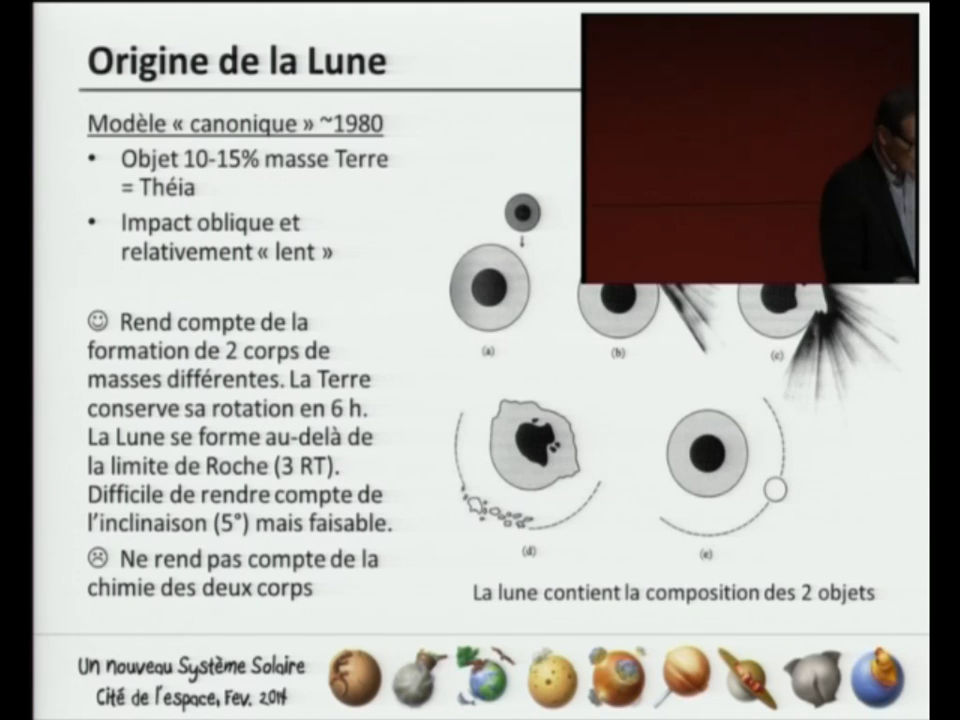 Origine de la Lune
Modèle « canonique » ~1980
• Objet 10-15% masse Terre
= Théia
• Impact oblique et
relativement « lent »
☺ Rend compte de la
formation de 2 corps de
masses différentes. La Terre
conserve sa rotation en 6 h.
La Lune se forme au-delà de
la limite de Roche (3 RT).
Difficile de rendre compte de
l'inclinaison (5°) mais faisable.
☹ Ne rend pas compte de la
chimie des deux corps
(a)
(b)
(c)
(d)
(e)
La lune contient la composition des 2 objets
Un nouveau Système Solaire
Cité de l'espace, Fev. 2014